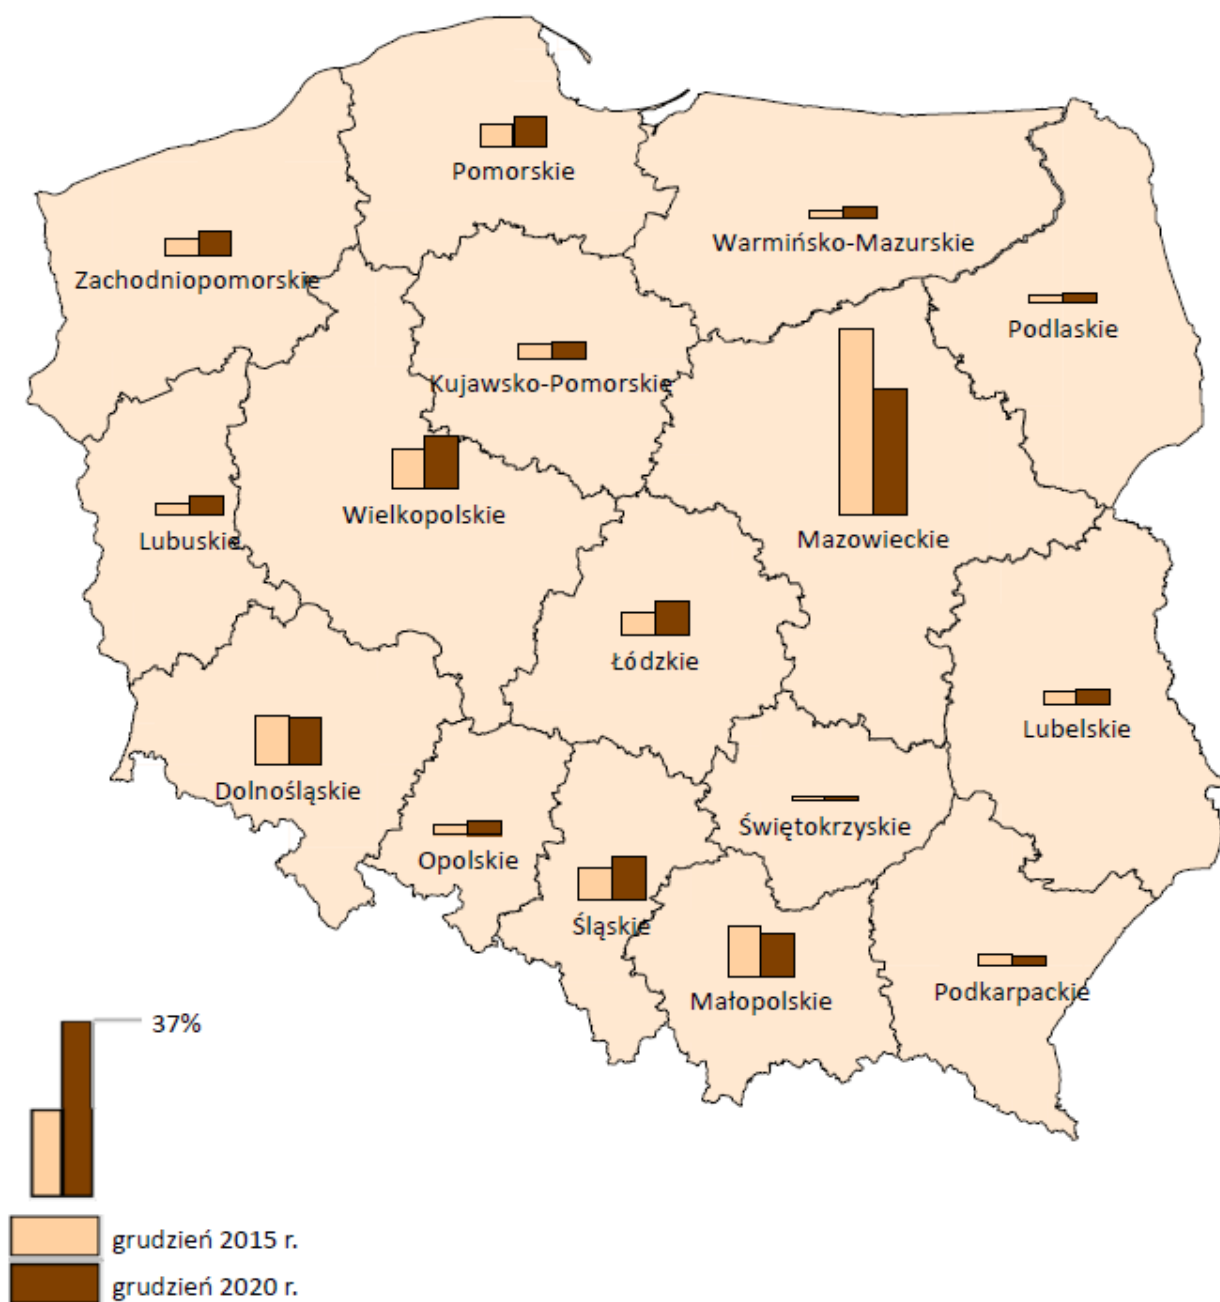 Pomorskie
Warmińsko-Mazurskie
Zachodniopomorskie
Podlaskie
Kujawsko-Pomorskie
Wielkopolskie
Lubuskie
Mazowieckie
Łódzkie
Lubelskie
Dolnośląskie
Świętokrzyskie
Opolskie
Śląskie
Małopolskie
Podkarpackie
37%
grudzień 2015 r.
grudzień 2020 r.